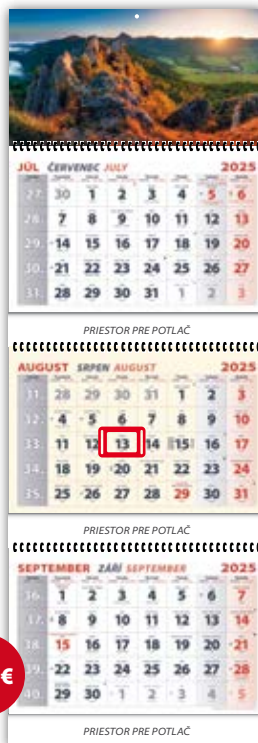 JÚL ČERVENEC JULY 2025
27. 30 1 2 3 4 5 6
28. 7 8 9 10 11 12 13
29. 14 15 16 17 18 19 20
30. 21 22 23 24 25 26 27
31. 28 29 30 31 1 2 3
PRIESTOR PRE POTLAČ
AUGUST SRPEN AUGUST 2025
31. 28 29 30 31 1 2 3
32. 4 5 6 7 8 9 10
33. 11 12 13 14 15 16 17
34. 18 19 20 21 22 23 24
35. 25 26 27 28 29 30 31
PRIESTOR PRE POTLAČ
SEPTEMBER ZÁŘÍ SEPTEMBER 2025
36. 1 2 3 4 5 6 7
37. 8 9 10 11 12 13 14
38. 15 16 17 18 19 20 21
39. 22 23 24 25 26 27 28
40. 29 30 1 2 3 4 5
€
PRIESTOR PRE POTLAČ